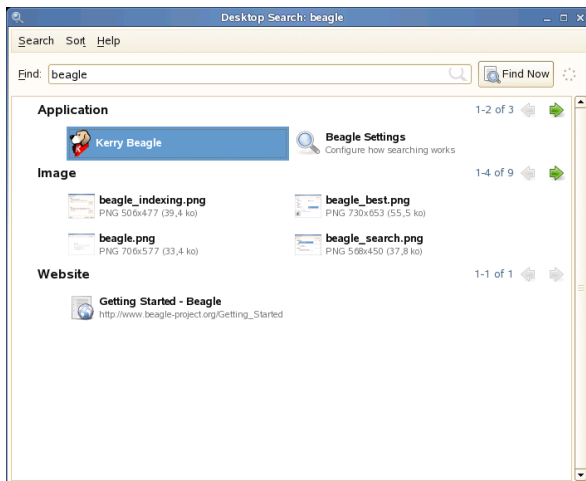 Desktop Search: beagle
Search Sort Help
Find: beagle Find Now
Application 1-2 of 3
Kerry Beagle
Beagle Settings
Configure how searching works
Image 1-4 of 9
beagle_indexing.png
PNG 506x477 (39,4 ko)
beagle_best.png
PNG 730x653 (55,5 ko)
beagle.png
PNG 706x577 (33,4 ko)
beagle_search.png
PNG 568x450 (37,8 ko)
Website 1-1 of 1
Getting Started - Beagle
http://www.beagle-project.org/Getting_Started